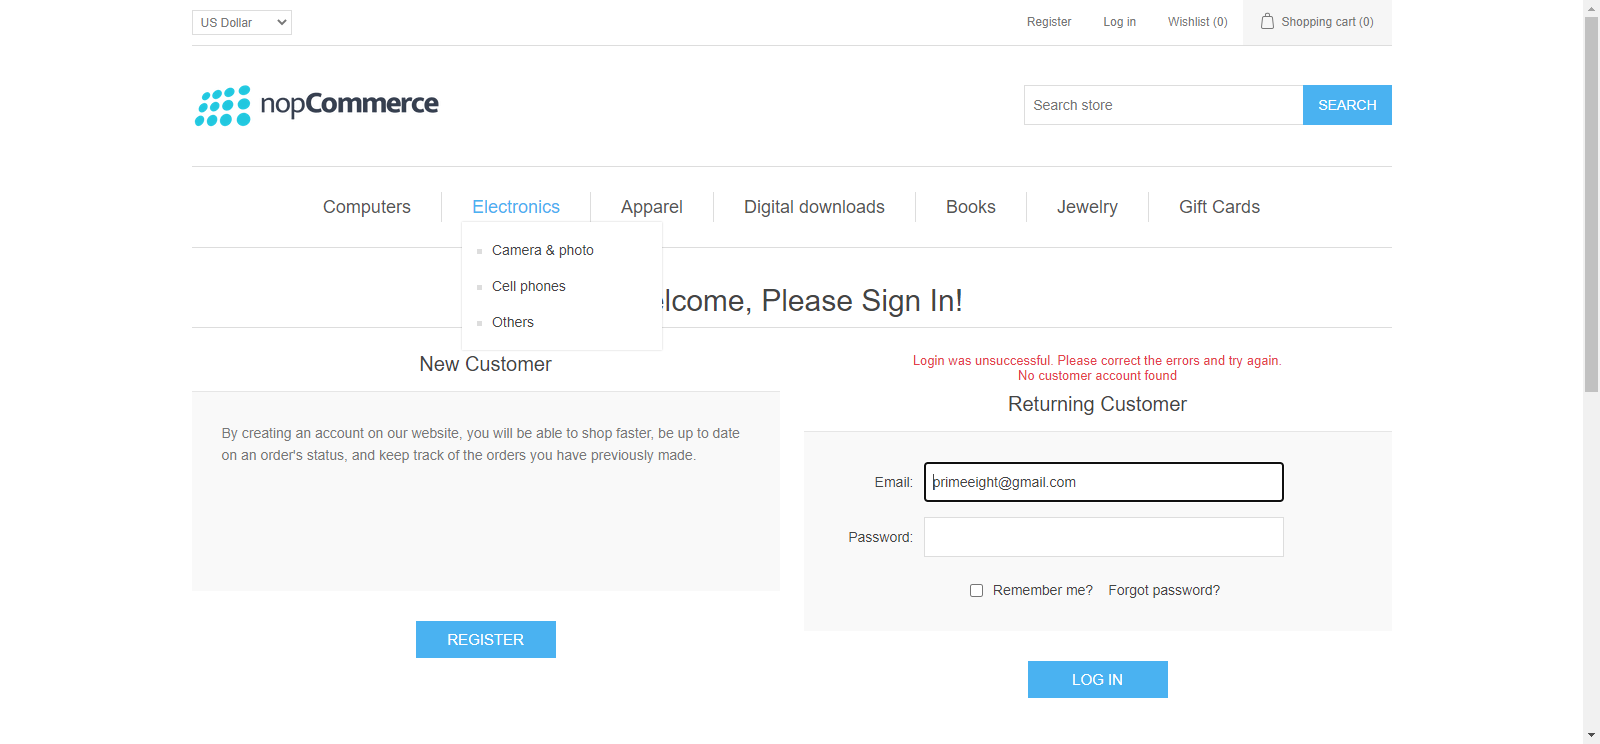 US Dollar
Register
Log in
Wishlist (0)
Shopping cart (0)
nopCommerce
Search store
SEARCH
Computers
Electronics
Apparel
Digital downloads
Books
Jewelry
Gift Cards
Camera & photo
Cell phones
Others
lcome, Please Sign In!
New Customer
By creating an account on our website, you will be able to shop faster, be up to date
on an order's status, and keep track of the orders you have previously made.
REGISTER
Login was unsuccessful. Please correct the errors and try again.
No customer account found
Returning Customer
Email:
primeeight@gmail.com
Password:
Remember me?
Forgot password?
LOG IN